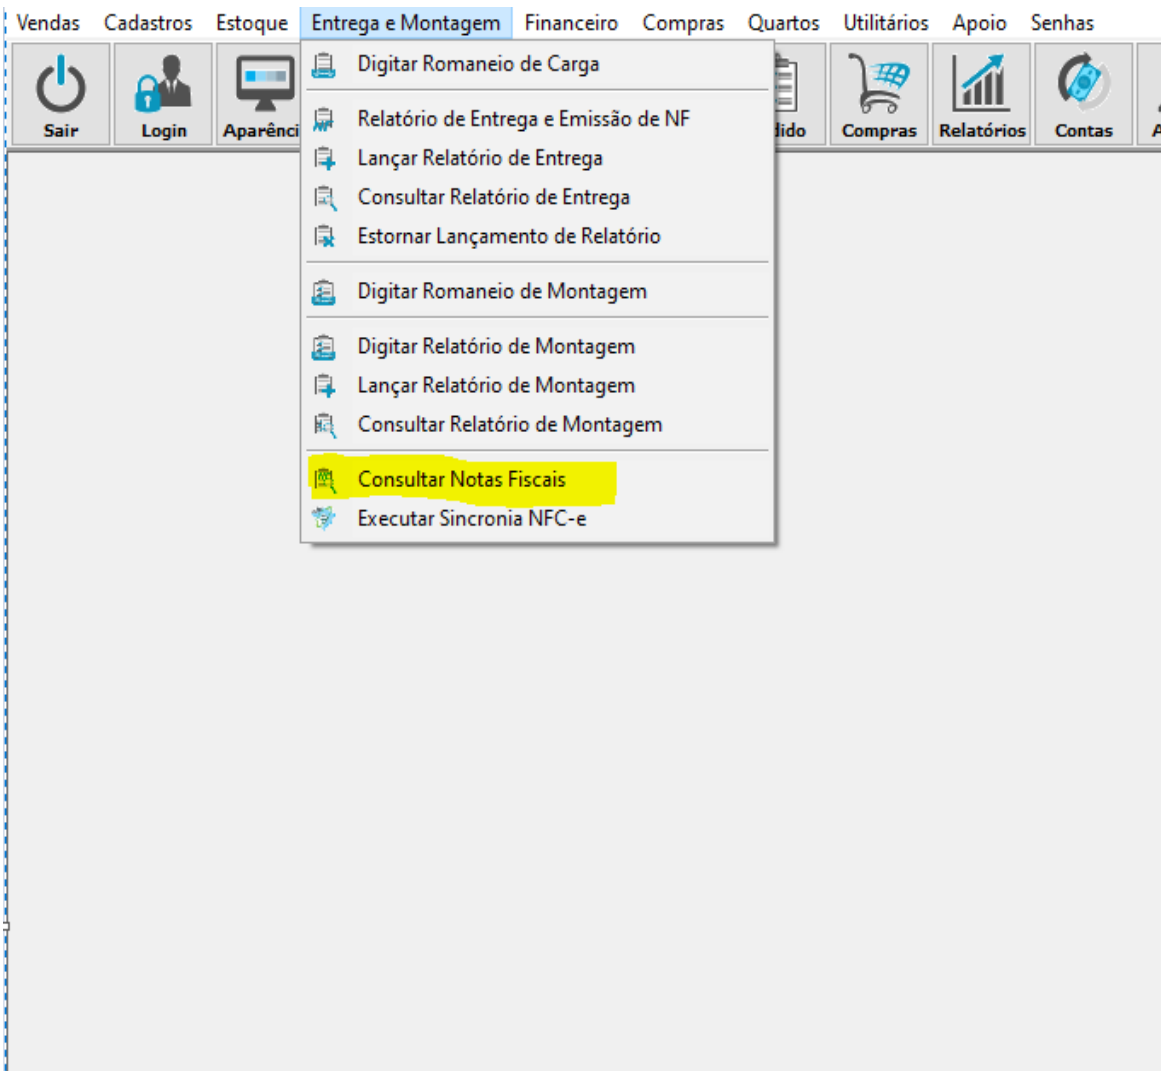 Vendas Cadastros Estoque Entrega e Montagem Financeiro Compras Quartos Utilitários Apoio Senhas
Sair Login Aparênci Compras Relatórios Contas
Digitar Romaneio de Carga
Relatório de Entrega e Emissão de NF
Lançar Relatório de Entrega
Consultar Relatório de Entrega
Estornar Lançamento de Relatório
Digitar Romaneio de Montagem
Digitar Relatório de Montagem
Lançar Relatório de Montagem
Consultar Relatório de Montagem
Consultar Notas Fiscais
Executar Sincronia NFC-e